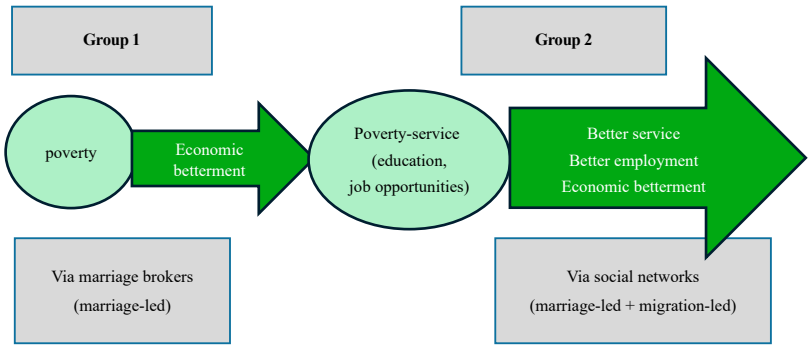 Group 1
Group 2
poverty
Economic
betterment
Poverty-service
(education,
job opportunities)
Better service
Better employment
Economic betterment
Via marriage brokers
(marriage-led)
Via social networks
(marriage-led + migration-led)